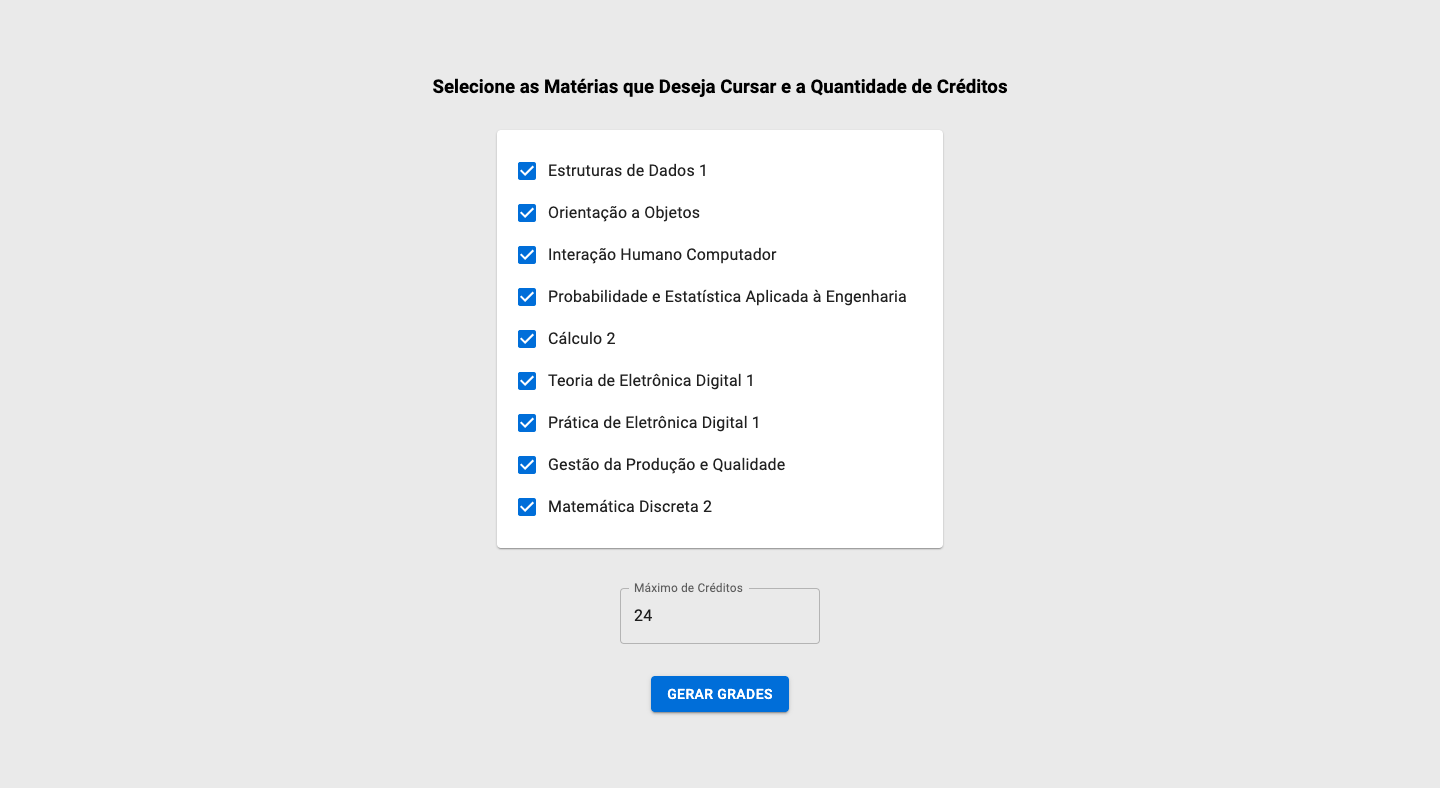 Selecione as Matérias que Deseja Cursar e a Quantidade de Créditos
Estruturas de Dados 1
Orientação a Objetos
Interação Humano Computador
Probabilidade e Estatística Aplicada à Engenharia
Cálculo 2
Teoria de Eletrônica Digital 1
Prática de Eletrônica Digital 1
Gestão da Produção e Qualidade
Matemática Discreta 2
Máximo de Créditos
24
GERAR GRADES